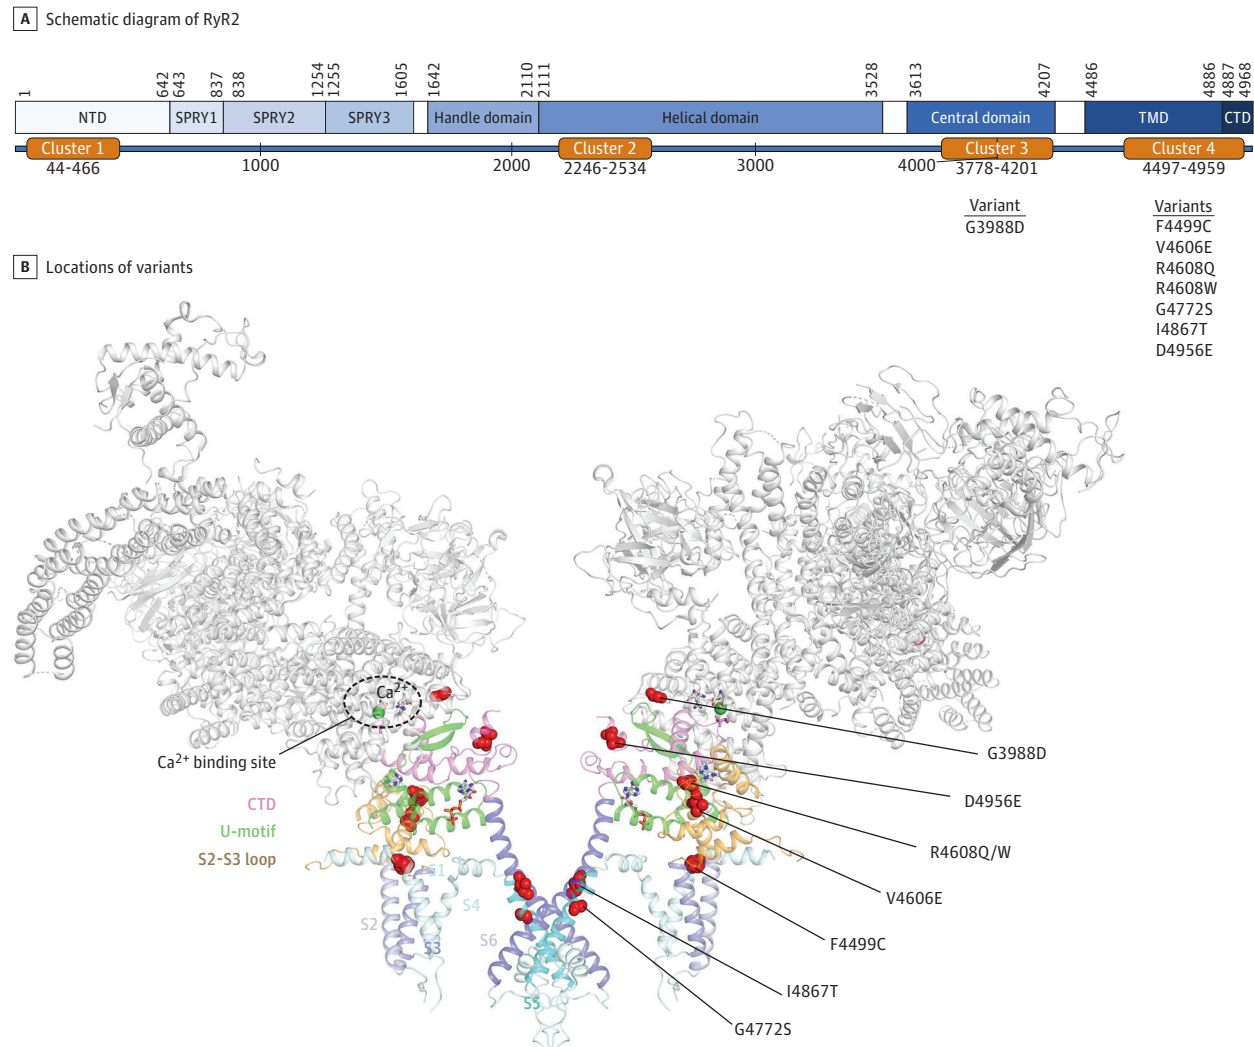 A Schematic diagram of RyR2
1 642 643 837 838 1254 1255 1605 1642 2110 2111 3528 3613 4207 4486 4886 4887 4968
NTD SPRY1 SPRY2 SPRY3 Handle domain Helical domain Central domain TMD CTD
Cluster 1 Cluster 2 Cluster 3 Cluster 4
44-466 1000 2000 2246-2534 3000 4000 3778-4201 4497-4959
Variant
G3988D
Variants
F4499C
V4606E
R4608Q
R4608W
G4772S
I4867T
D4956E
B Locations of variants
Ca2+
Ca2+ binding site
CTD
U-motif
S2-S3 loop
S1
S2
S3
S4
S6
S5
G3988D
D4956E
R4608Q/W
V4606E
F4499C
I4867T
G4772S